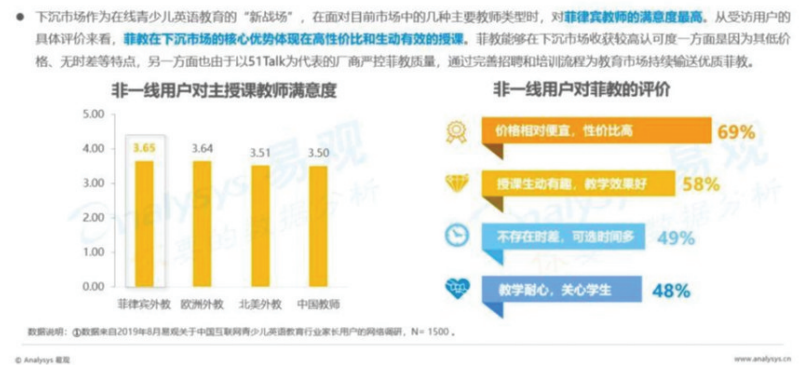 ● 下沉市场作为在线青少儿英语教育的“新战场”，在面对目前市场中的几种主要教师类型时，对菲律宾教师的满意度最高。从受访用户的
具体评价来看，菲教在下沉市场的核心优势体现在高性价比和生动有效的授课。菲教能够在下沉市场收获较高认可度一方面是因为其低价
格、无时差等特点，另一方面也由于以51Talk为代表的厂商严控菲教质量，通过完善招聘和培训流程为教育市场持续输送优质菲教。
非一线用户对主授课教师满意度
5.00
4.00
3.00
2.00
1.00
0.00
3.65
3.64
3.51
3.50
菲律宾外教
欧洲外教
北美外教
中国教师
非一线用户对菲教的评价
价格相对便宜，性价比高 69%
授课生动有趣，教学效果好 58%
不存在时差，可选时间多 49%
教学耐心，关心学生 48%
Analysys 易观
你要的数据分析
数据说明：①数据来自2019年8月易观关于中国互联网青少儿英语教育行业家长用户的网络调研，N= 1500 。
© Analysys 易观
www.analysys.cn